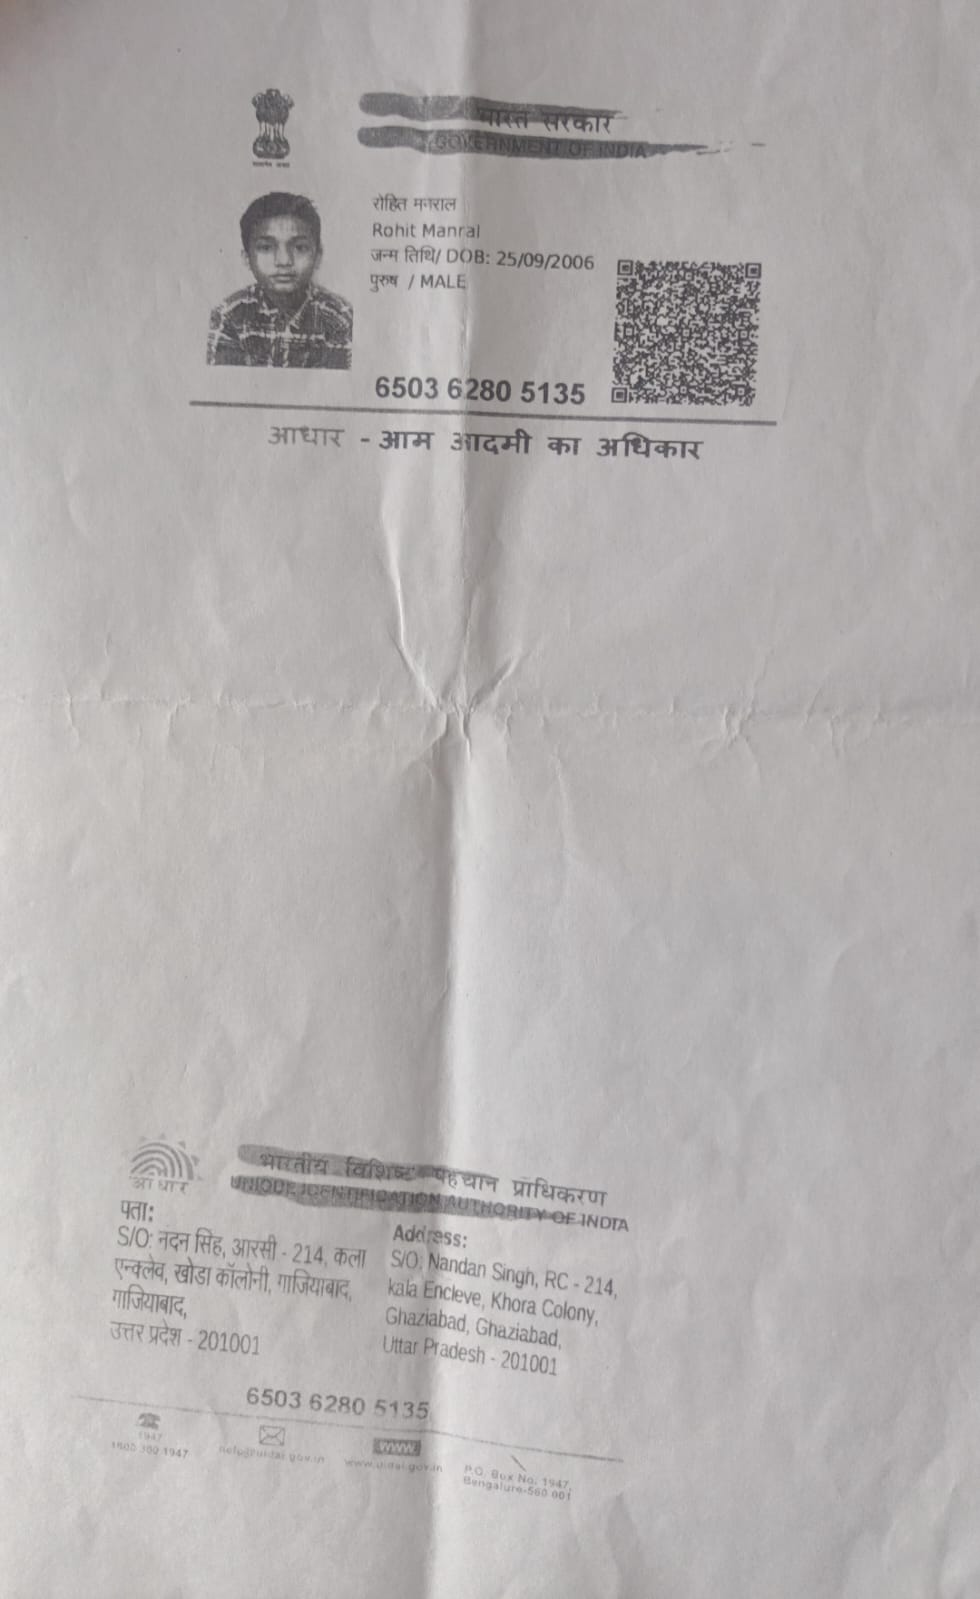 भारत सरकार
GOVERNMENT OF INDIA
रोहित मनराल
Rohit Manral
जन्म तिथि/ DOB: 25/09/2006
पुरुष / MALE
6503 6280 5135
आधार - आम आदमी का अधिकार
भारतीय विशिष्ट पहचान प्राधिकरण
UNIQUE IDENTIFICATION AUTHORITY OF INDIA
आधार
पता:
S/O: नदन सिंह, आरसी - 214, कला
एन्क्लेव, खोडा कॉलोनी, गाजियाबाद,
गाजियाबाद,
उत्तर प्रदेश - 201001
Address:
S/O: Nandan Singh, RC - 214,
kala Encleve, Khora Colony,
Ghaziabad, Ghaziabad,
Uttar Pradesh - 201001
6503 6280 5135
1947
1800 300 1947
help@uidai.gov.in
www
www.uidai.gov.in
P.O. Box No. 1947,
Bengaluru-560 001